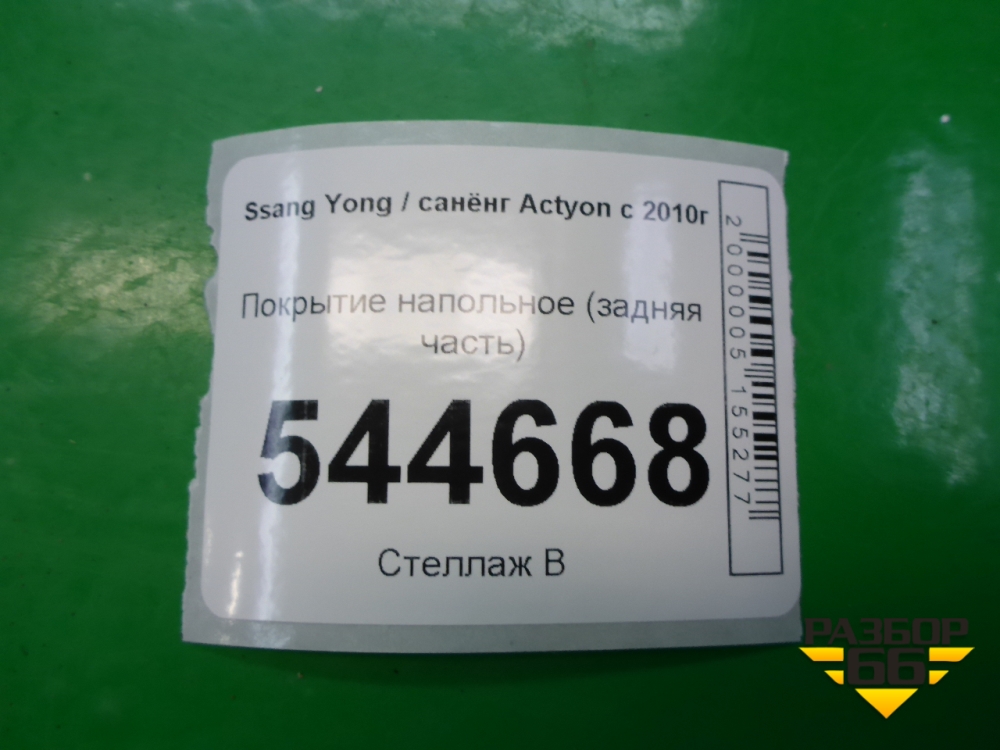 Ssang Yong / санёнг Actyon с 2010г
Покрытие напольное (задняя
часть)
544668
Стеллаж В
2000005155277
РАЗБОР
66